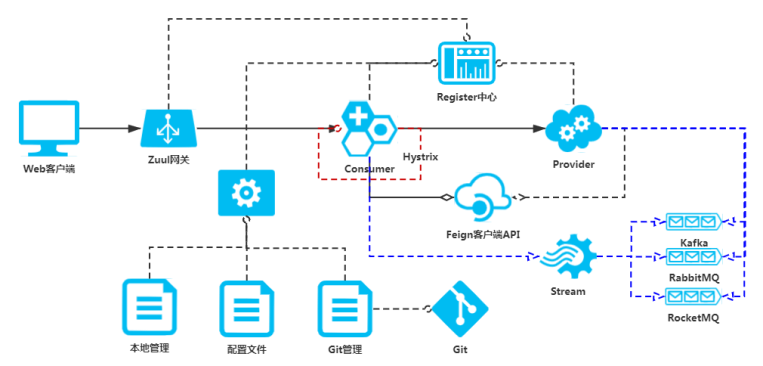 Register中心
Web客户端
Zuul网关
Consumer
Hystrix
Provider
Feign客户端API
Kafka
RabbitMQ
Stream
RocketMQ
本地管理
配置文件
Git管理
Git